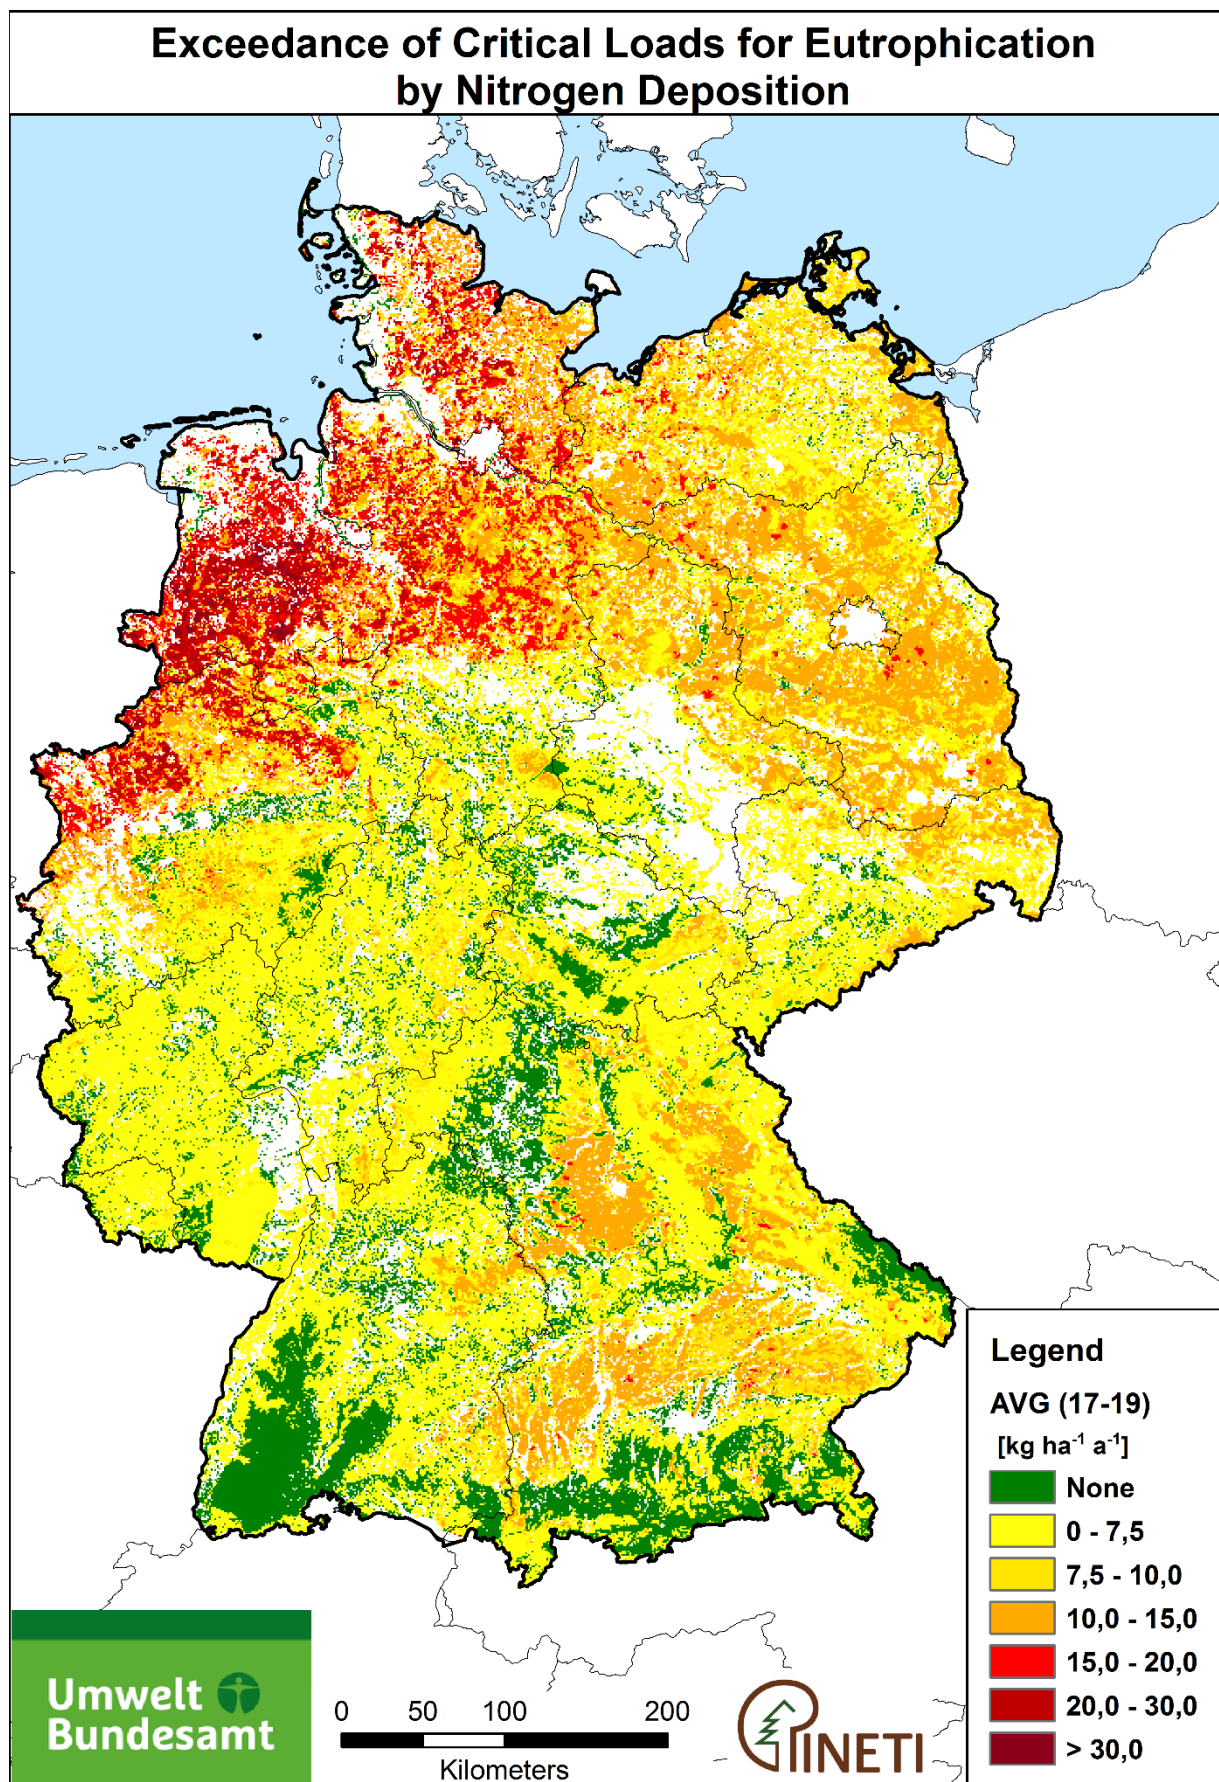 Exceedance of Critical Loads for Eutrophication
by Nitrogen Deposition
Legend
AVG (17-19)
[kg ha⁻¹ a⁻¹]
None
0 - 7,5
7,5 - 10,0
10,0 - 15,0
15,0 - 20,0
20,0 - 30,0
> 30,0
Umwelt
Bundesamt
0 50 100 200
Kilometers
PINETI